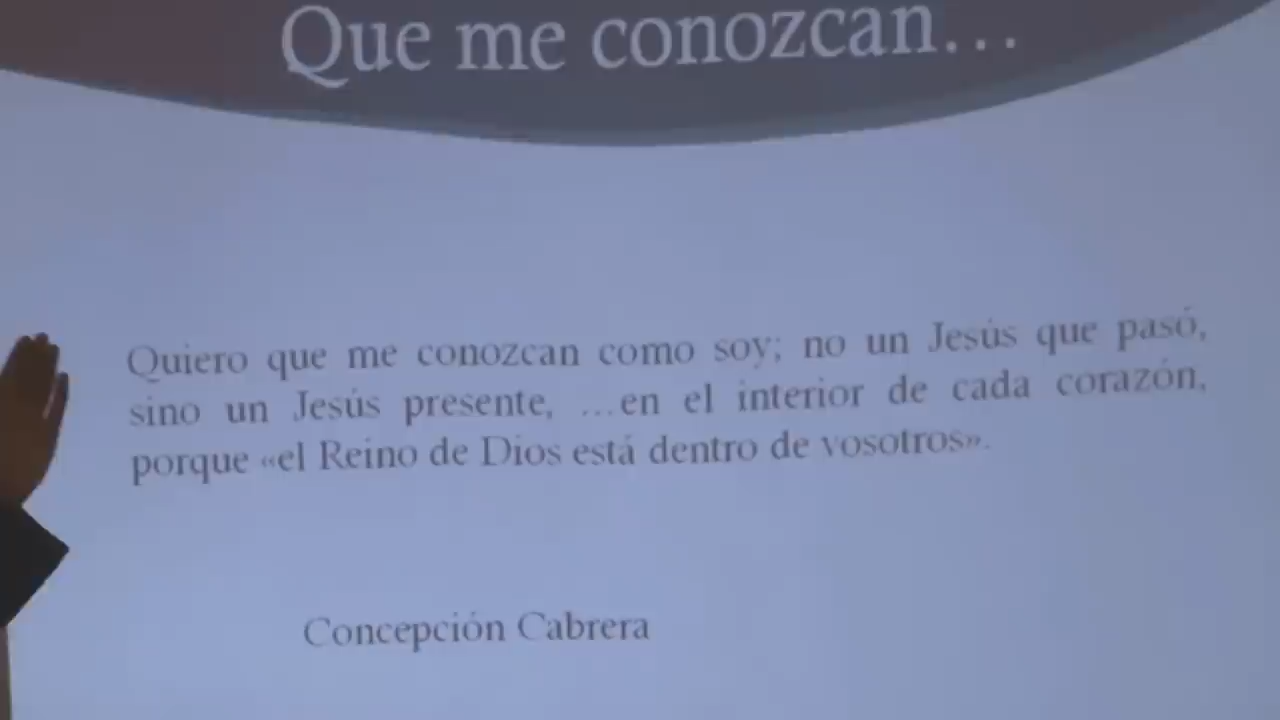 Que me conozcan...
Quiero que me conozcan como soy; no un Jesús que pasó,
sino un Jesús presente, ...en el interior de cada corazón,
porque «el Reino de Dios está dentro de vosotros».
Concepción Cabrera